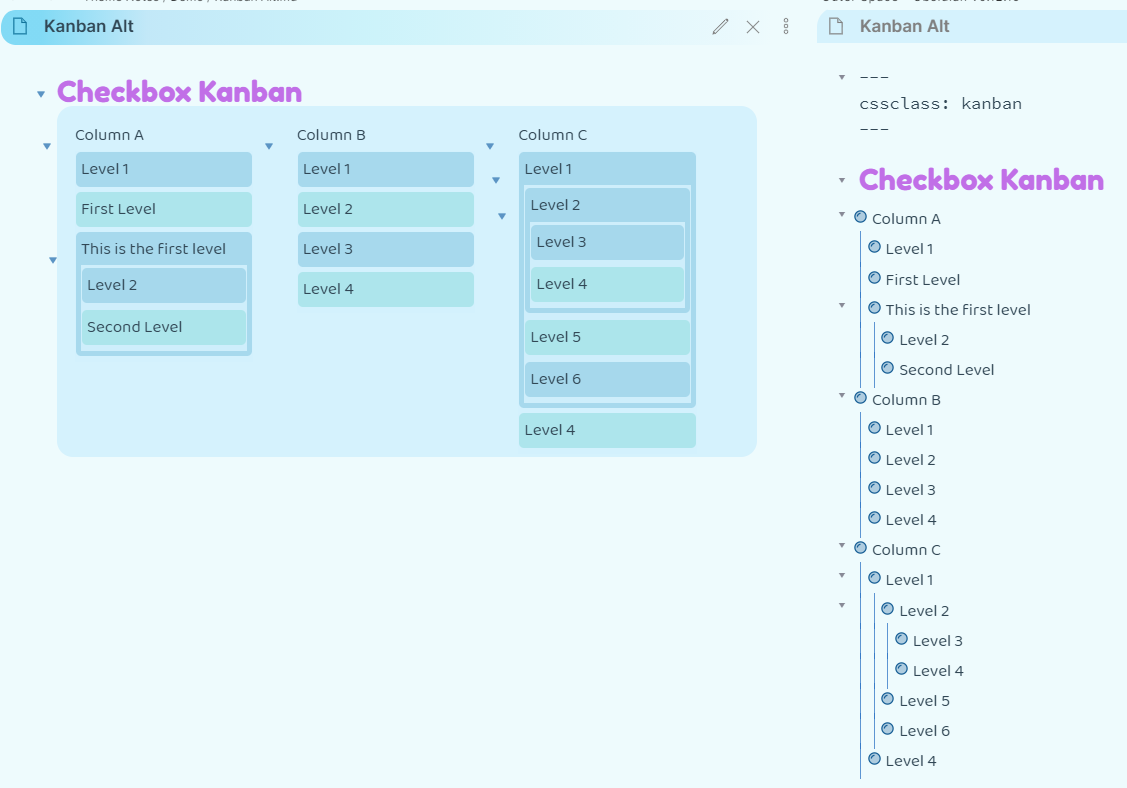 Kanban Alt
Checkbox Kanban
Column A
Level 1
First Level
This is the first level
Level 2
Second Level
Column B
Level 1
Level 2
Level 3
Level 4
Column C
Level 1
Level 2
Level 3
Level 4
Level 5
Level 6
Level 4
Kanban Alt
---
cssclass: kanban
---
Checkbox Kanban
Column A
Level 1
First Level
This is the first level
Level 2
Second Level
Column B
Level 1
Level 2
Level 3
Level 4
Column C
Level 1
Level 2
Level 3
Level 4
Level 5
Level 6
Level 4